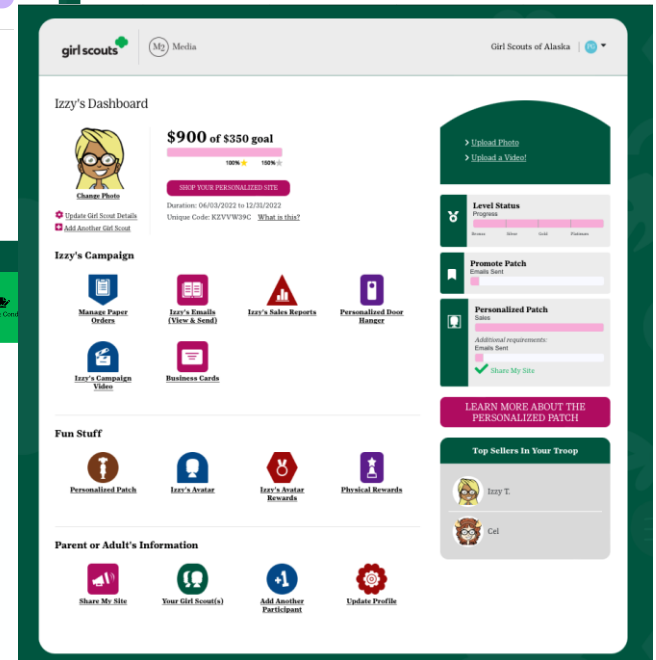 girl scouts
M2 Media
Girl Scouts of Alaska
Izzy's Dashboard
$900 of $350 goal
100% 150%
SHOP YOUR PERSONALIZED SITE
Duration: 06/03/2022 to 12/31/2022
Unique Code: KZVVW39C What is this?
Change Photo
Update Girl Scout Details
Add Another Girl Scout
Izzy's Campaign
Manage Paper
Orders
Izzy's Emails
(View & Send)
Izzy's Sales Reports
Personalized Door
Hanger
Izzy's Campaign
Video
Business Cards
Fun Stuff
Personalized Patch
Izzy's Avatar
Izzy's Avatar
Rewards
Physical Rewards
Parent or Adult's Information
+1
Share My Site
Your Girl Scout(s)
Add Another
Participant
Update Profile
> Upload Photo
> Upload a Video!
Level Status
Progress
Bronze Silver Gold Platinum
Promote Patch
Emails Sent
Personalized Patch
Sales
Additional requirements:
Emails Sent
Share My Site
LEARN MORE ABOUT THE
PERSONALIZED PATCH
Top Sellers In Your Troop
Izzy T.
Cel